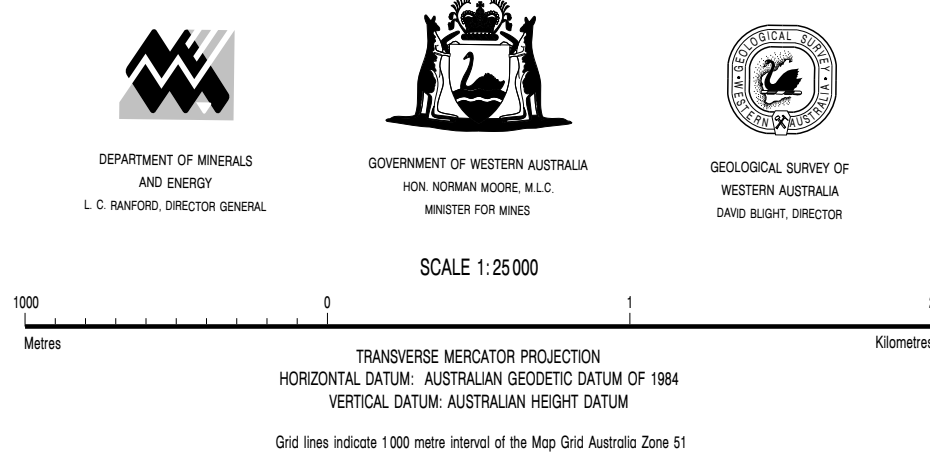 GEOLOGICAL SURVEY
WESTERN AUSTRALIA
DEPARTMENT OF MINERALS
AND ENERGY
L. C. RANFORD, DIRECTOR GENERAL
GOVERNMENT OF WESTERN AUSTRALIA
HON. NORMAN MOORE, M.L.C.
MINISTER FOR MINES
GEOLOGICAL SURVEY OF
WESTERN AUSTRALIA
DAVID BLIGHT, DIRECTOR
SCALE 1:25 000
1000 0 1
Metres Kilometres
TRANSVERSE MERCATOR PROJECTION
HORIZONTAL DATUM: AUSTRALIAN GEODETIC DATUM OF 1984
VERTICAL DATUM: AUSTRALIAN HEIGHT DATUM
Grid lines indicate 1000 metre interval of the Map Grid Australia Zone 51